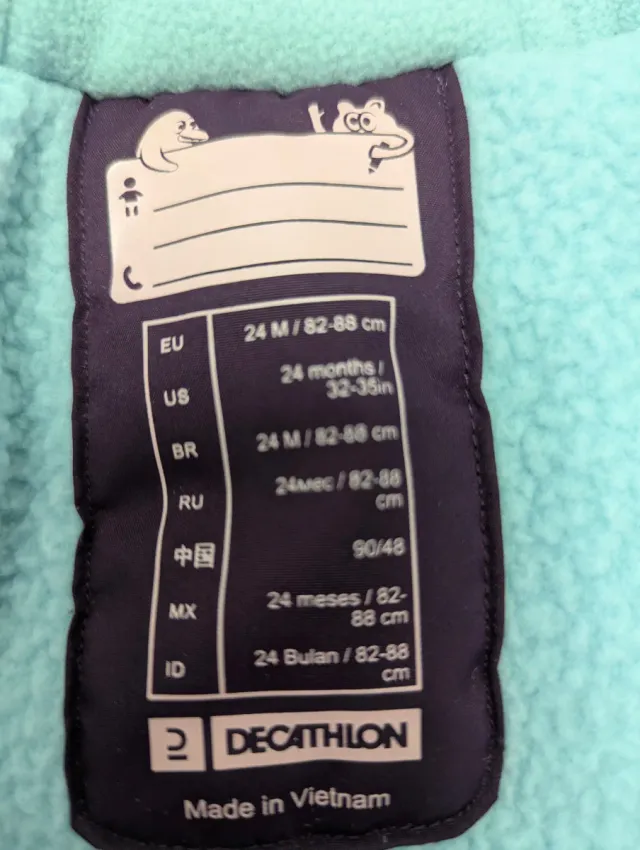 EU 24 M / 82-88 cm
US 24 months /
32-35in
BR 24 M / 82-88 cm
RU 24мес / 82-88
cm
中国 90/48
MX 24 meses / 82-
88 cm
ID 24 Bulan / 82-88
cm
DECATHLON
Made in Vietnam